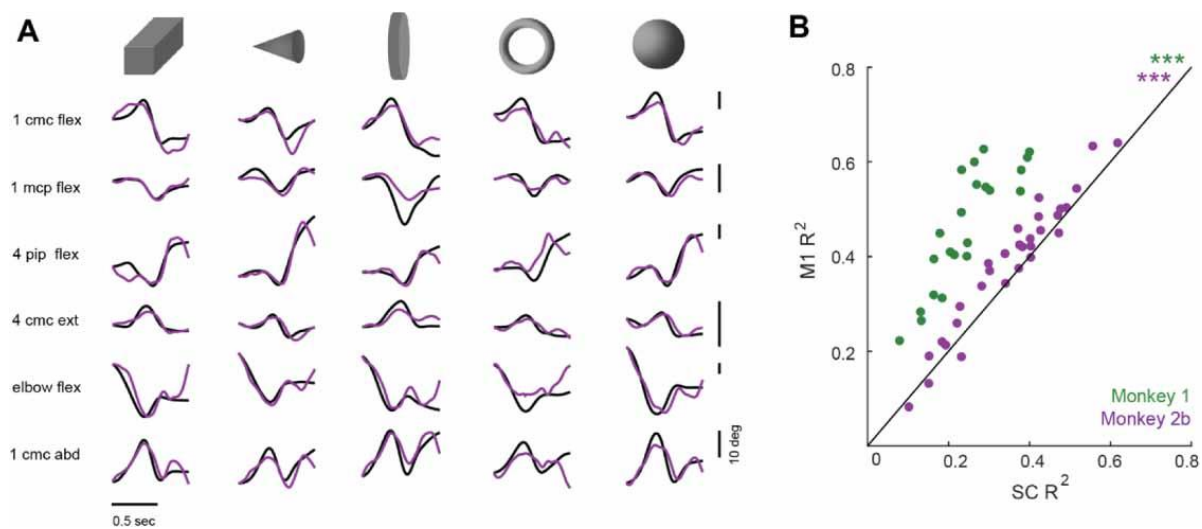 A
1 cmc flex
1 mcp flex
4 pip flex
4 cmc ext
elbow flex
1 cmc abd
10 deg
0.5 sec
B
***
***
0.8
0.6
0.4
0.2
M1 R²
0 0.2 0.4 0.6 0.8
SC R²
Monkey 1
Monkey 2b